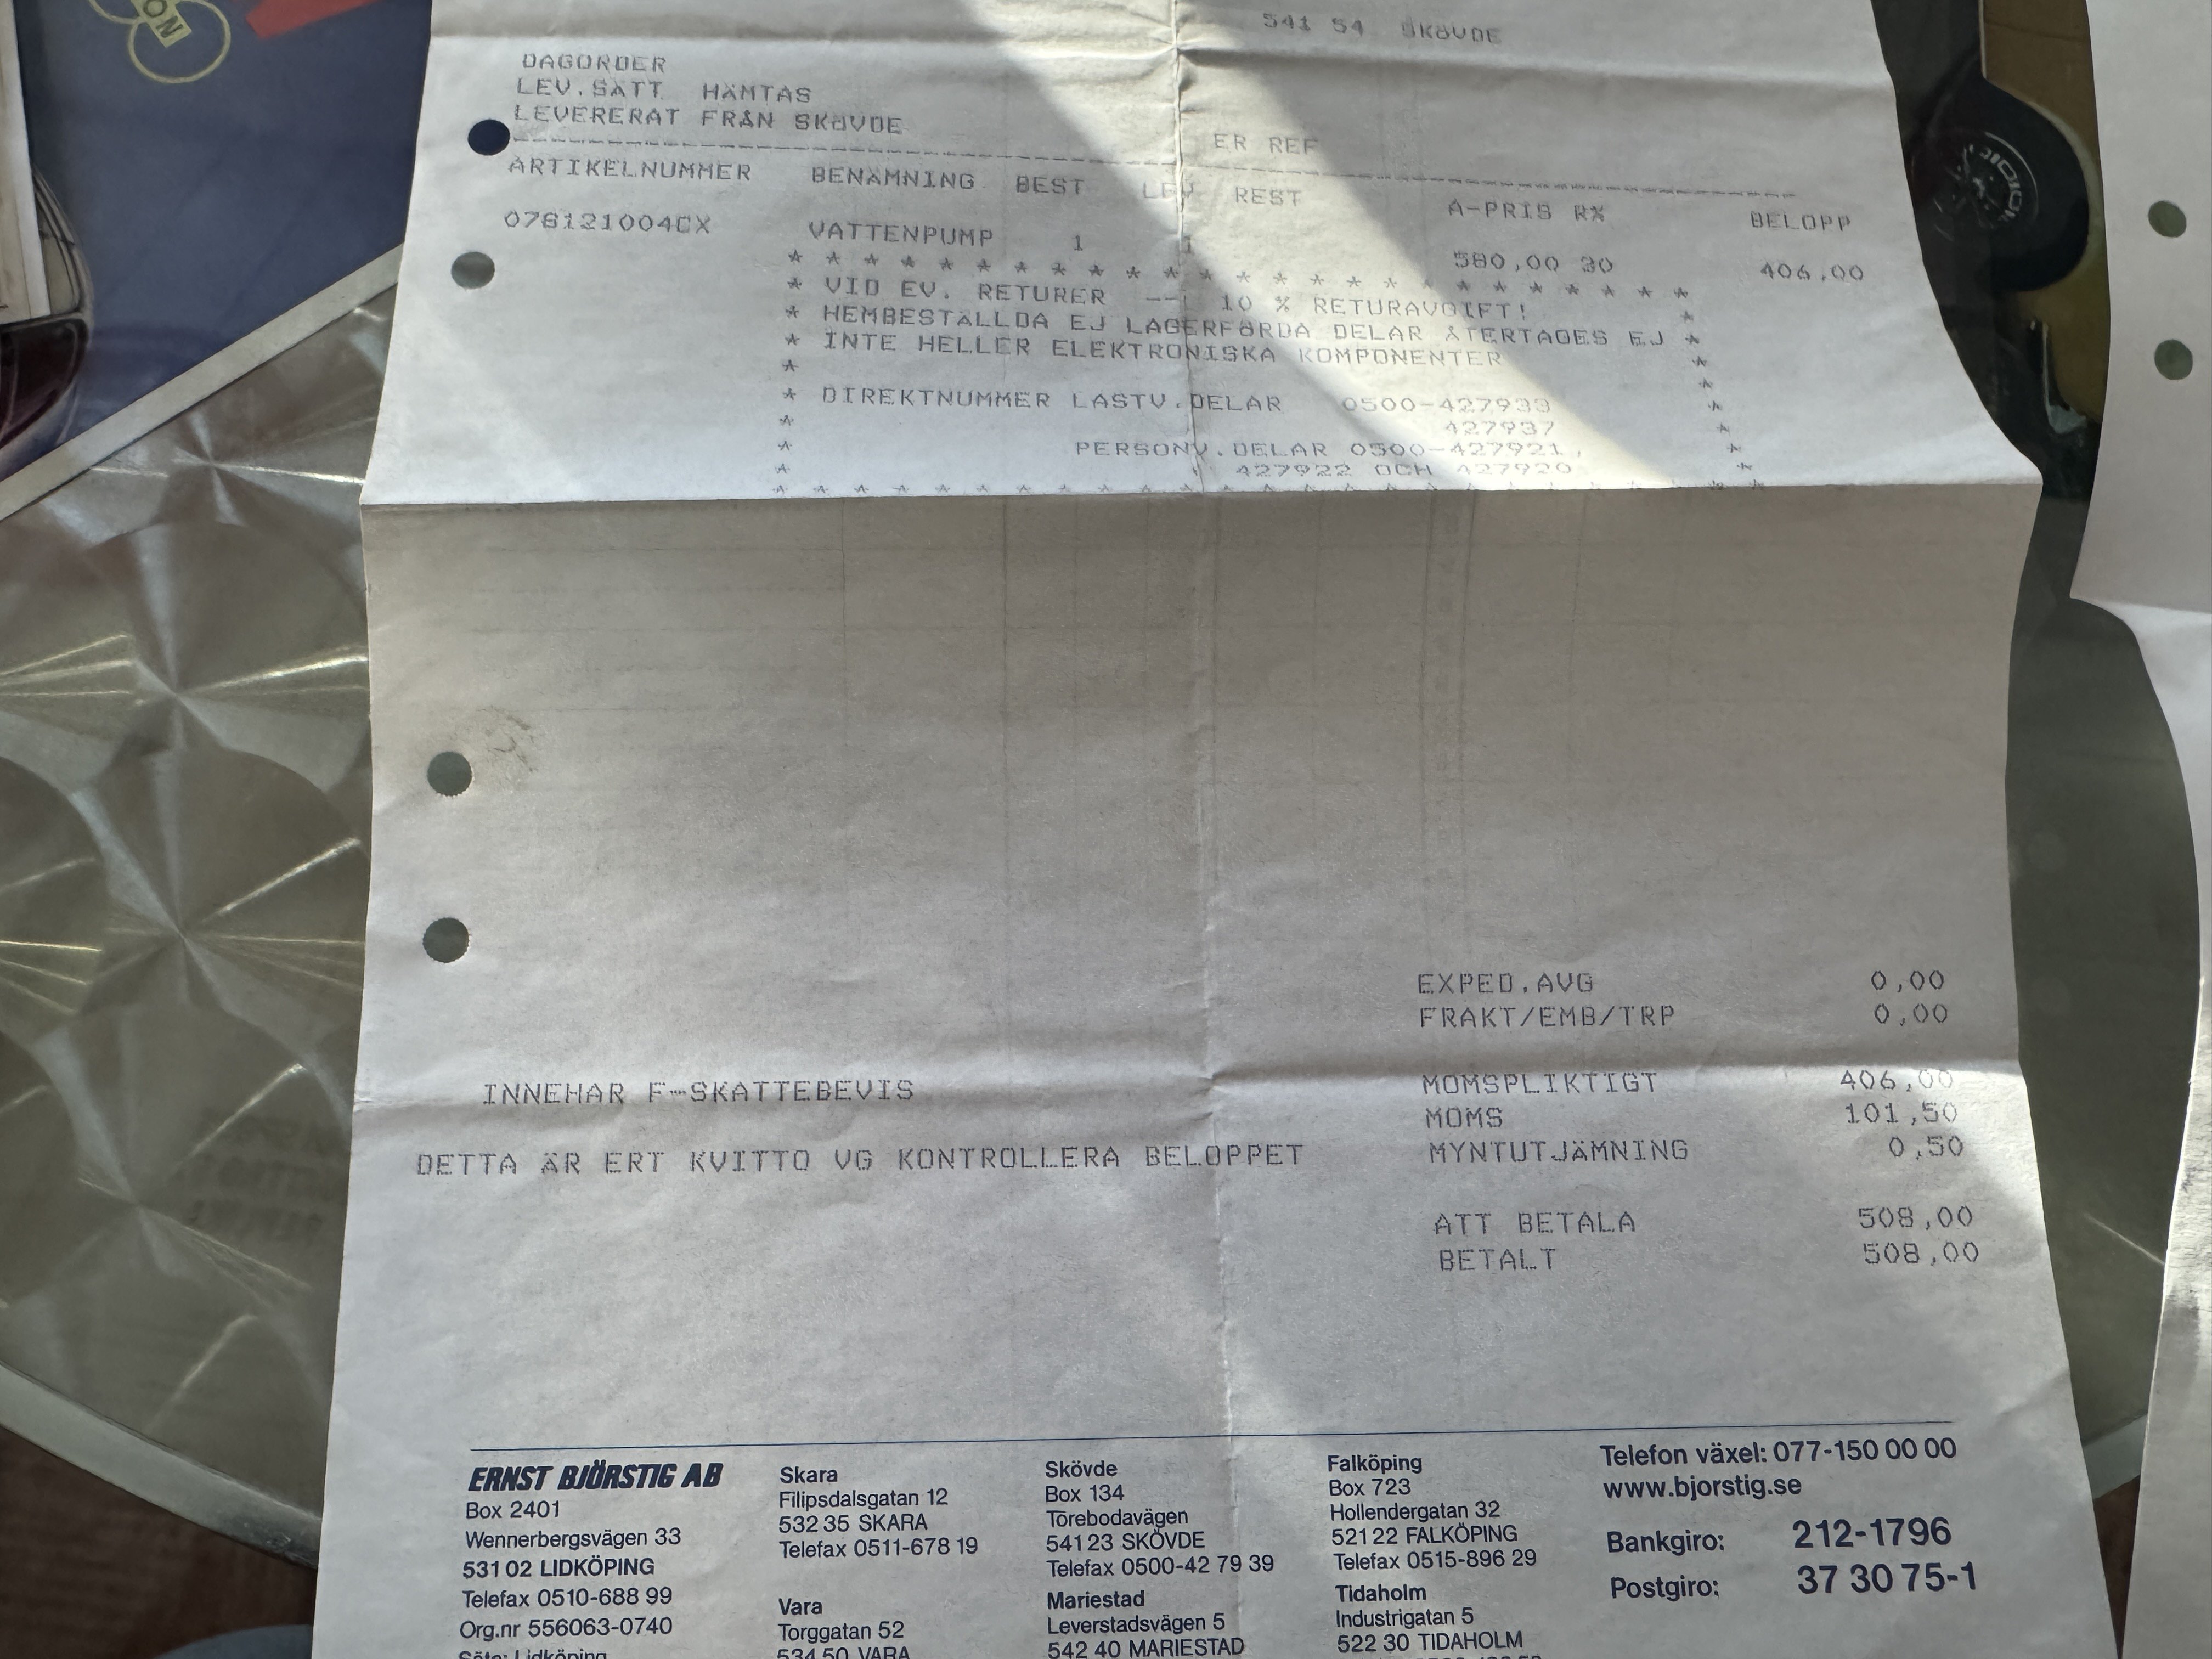 ON
541 54 SKÖVDE
DAGORDER
LEV.SÄTT HÄMTAS
LEVERERAT FRÅN SKÖVDE
ER REF
ARTIKELNUMMER BENÄMNING BEST LEV REST A-PRIS R% BELOPP
078121004CX VATTENPUMP 1 1 580,00 30 406,00
* * * * * * * * * * * * * * * * * * * * * * * *
* VID EV. RETURER --! 10 % RETURAVGIFT! *
* HEMBESTÄLLDA EJ LAGERFÖRDA DELAR ÅTERTAGES EJ *
* INTE HELLER ELEKTRONISKA KOMPONENTER *
* *
* DIREKTNUMMER LASTV.DELAR 0500-427933 *
* 427937 *
* PERSONV.DELAR 0500-427921, *
* 427922 OCH 427920 *
* * * * * * * * * * * * * * * * * * * * * * * *
EXPED.AVG 0,00
FRAKT/EMB/TRP 0,00
INNEHAR F-SKATTEBEVIS
MOMSPLIKTIGT 406,00
MOMS 101,50
DETTA ÄR ERT KVITTO VG KONTROLLERA BELOPPET
MYNTUTJÄMNING 0,50
ATT BETALA 508,00
BETALT 508,00
ERNST BJÖRSTIG AB
Box 2401
Wennerbergsvägen 33
531 02 LIDKÖPING
Telefax 0510-688 99
Org.nr 556063-0740
Säte: Lidköping
Skara
Filipsdalsgatan 12
532 35 SKARA
Telefax 0511-678 19
Vara
Torggatan 52
534 50 VARA
Skövde
Box 134
Törebodavägen
541 23 SKÖVDE
Telefax 0500-42 79 39
Mariestad
Leverstadsvägen 5
542 40 MARIESTAD
Falköping
Box 723
Hollendergatan 32
521 22 FALKÖPING
Telefax 0515-896 29
Tidaholm
Industrigatan 5
522 30 TIDAHOLM
Telefon växel: 077-150 00 00
www.bjorstig.se
Bankgiro: 212-1796
Postgiro: 37 30 75-1